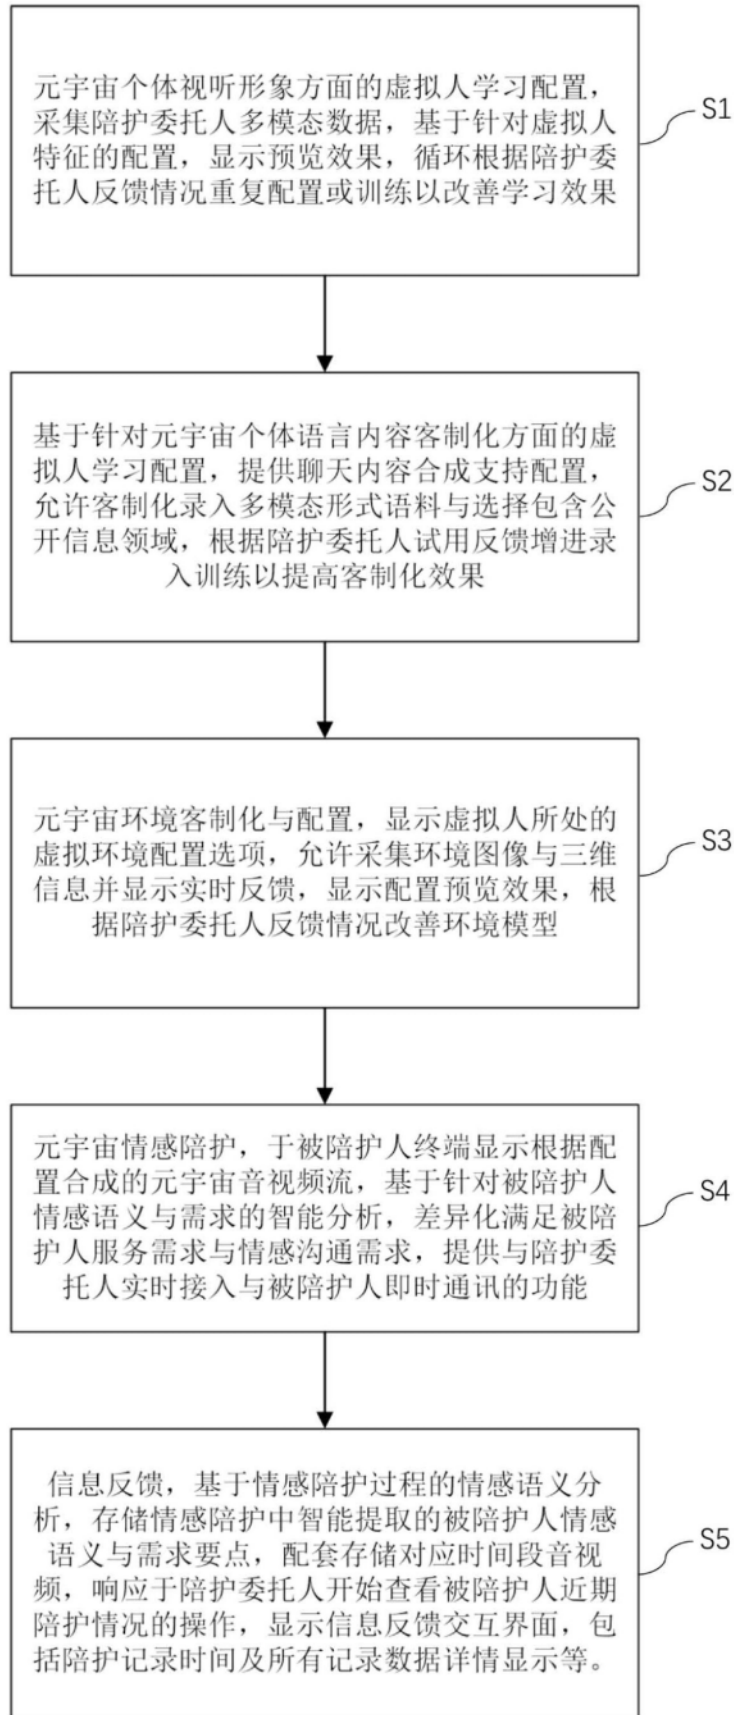 元宇宙个体视听形象方面的虚拟人学习配置，
采集陪护委托人多模态数据，基于针对虚拟人
特征的配置，显示预览效果，循环根据陪护委
托人反馈情况重复配置或训练以改善学习效果
S1
基于针对元宇宙个体语言内容客制化方面的虚
拟人学习配置，提供聊天内容合成支持配置，
允许客制化录入多模态形式语料与选择包含公
开信息领域，根据陪护委托人试用反馈增进录
入训练以提高客制化效果
S2
元宇宙环境客制化与配置，显示虚拟人所处的
虚拟环境配置选项，允许采集环境图像与三维
信息并显示实时反馈，显示配置预览效果，根
据陪护委托人反馈情况改善环境模型
S3
元宇宙情感陪护，于被陪护人终端显示根据配
置合成的元宇宙音视频流，基于针对被陪护人
情感语义与需求的智能分析，差异化满足被陪
护人服务需求与情感沟通需求，提供与陪护委
托人实时接入与被陪护人即时通讯的功能
S4
信息反馈，基于情感陪护过程的情感语义分
析，存储情感陪护中智能提取的被陪护人情感
语义与需求要点，配套存储对应时间段音视
频，响应于陪护委托人开始查看被陪护人近期
陪护情况的操作，显示信息反馈交互界面，包
括陪护记录时间及所有记录数据详情显示等。
S5